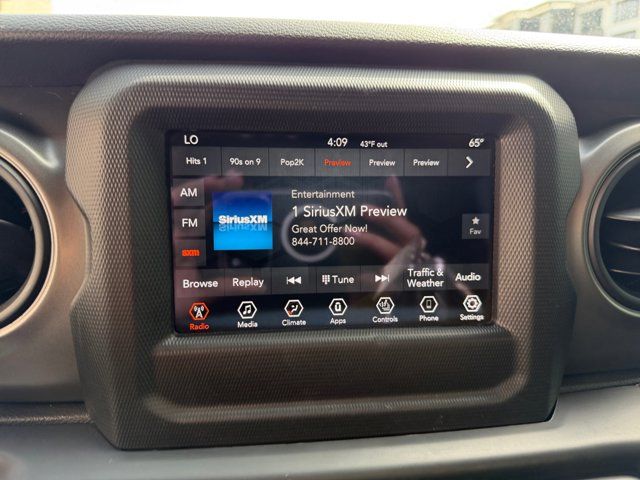 LO 4:09 43°F out 65°
Hits 1 90s on 9 Pop2K Preview Preview Preview
AM
FM
sxm
SiriusXM
Entertainment
1 SiriusXM Preview
Great Offer Now!
844-711-8800
Fav
Browse Replay Tune Traffic & Weather Audio
Radio Media Climate Apps Controls Phone Settings